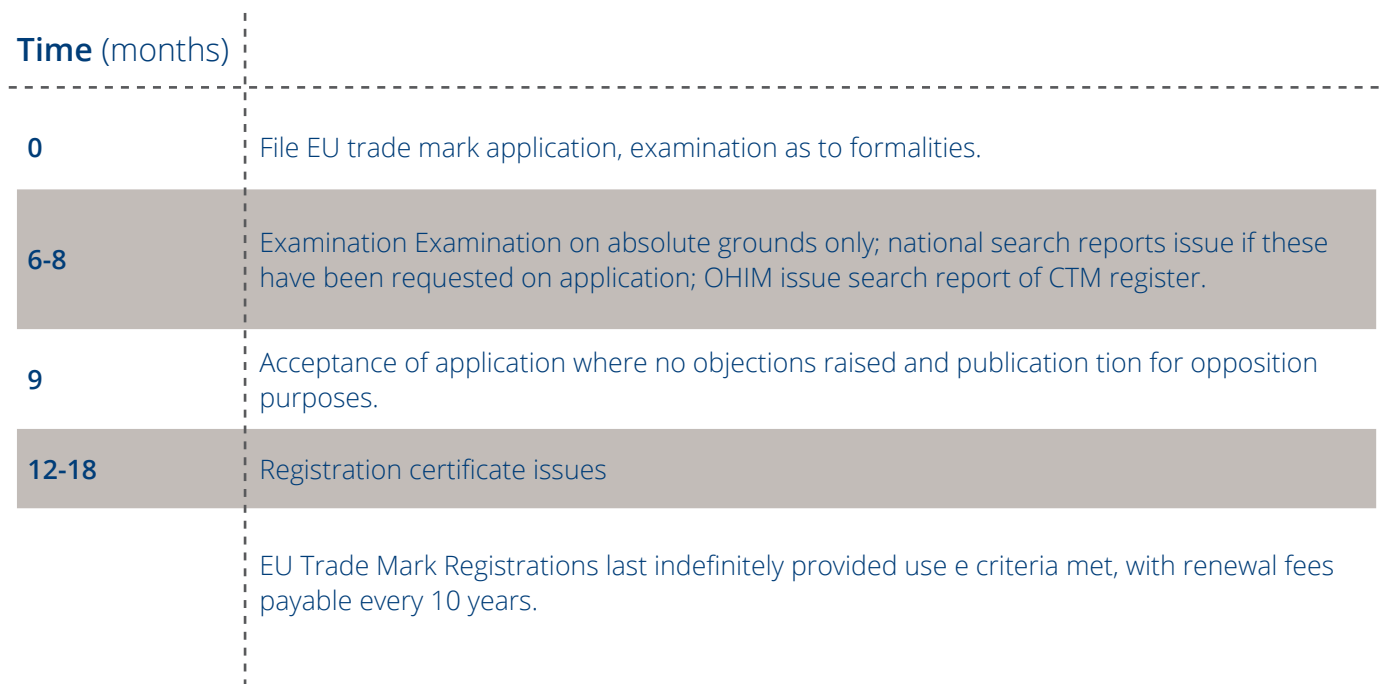 Time (months)
0
File EU trade mark application, examination as to formalities.
6-8
Examination Examination on absolute grounds only; national search reports issue if these
have been requested on application; OHIM issue search report of CTM register.
9
Acceptance of application where no objections raised and publication tion for opposition
purposes.
12-18
Registration certificate issues
EU Trade Mark Registrations last indefinitely provided use e criteria met, with renewal fees
payable every 10 years.